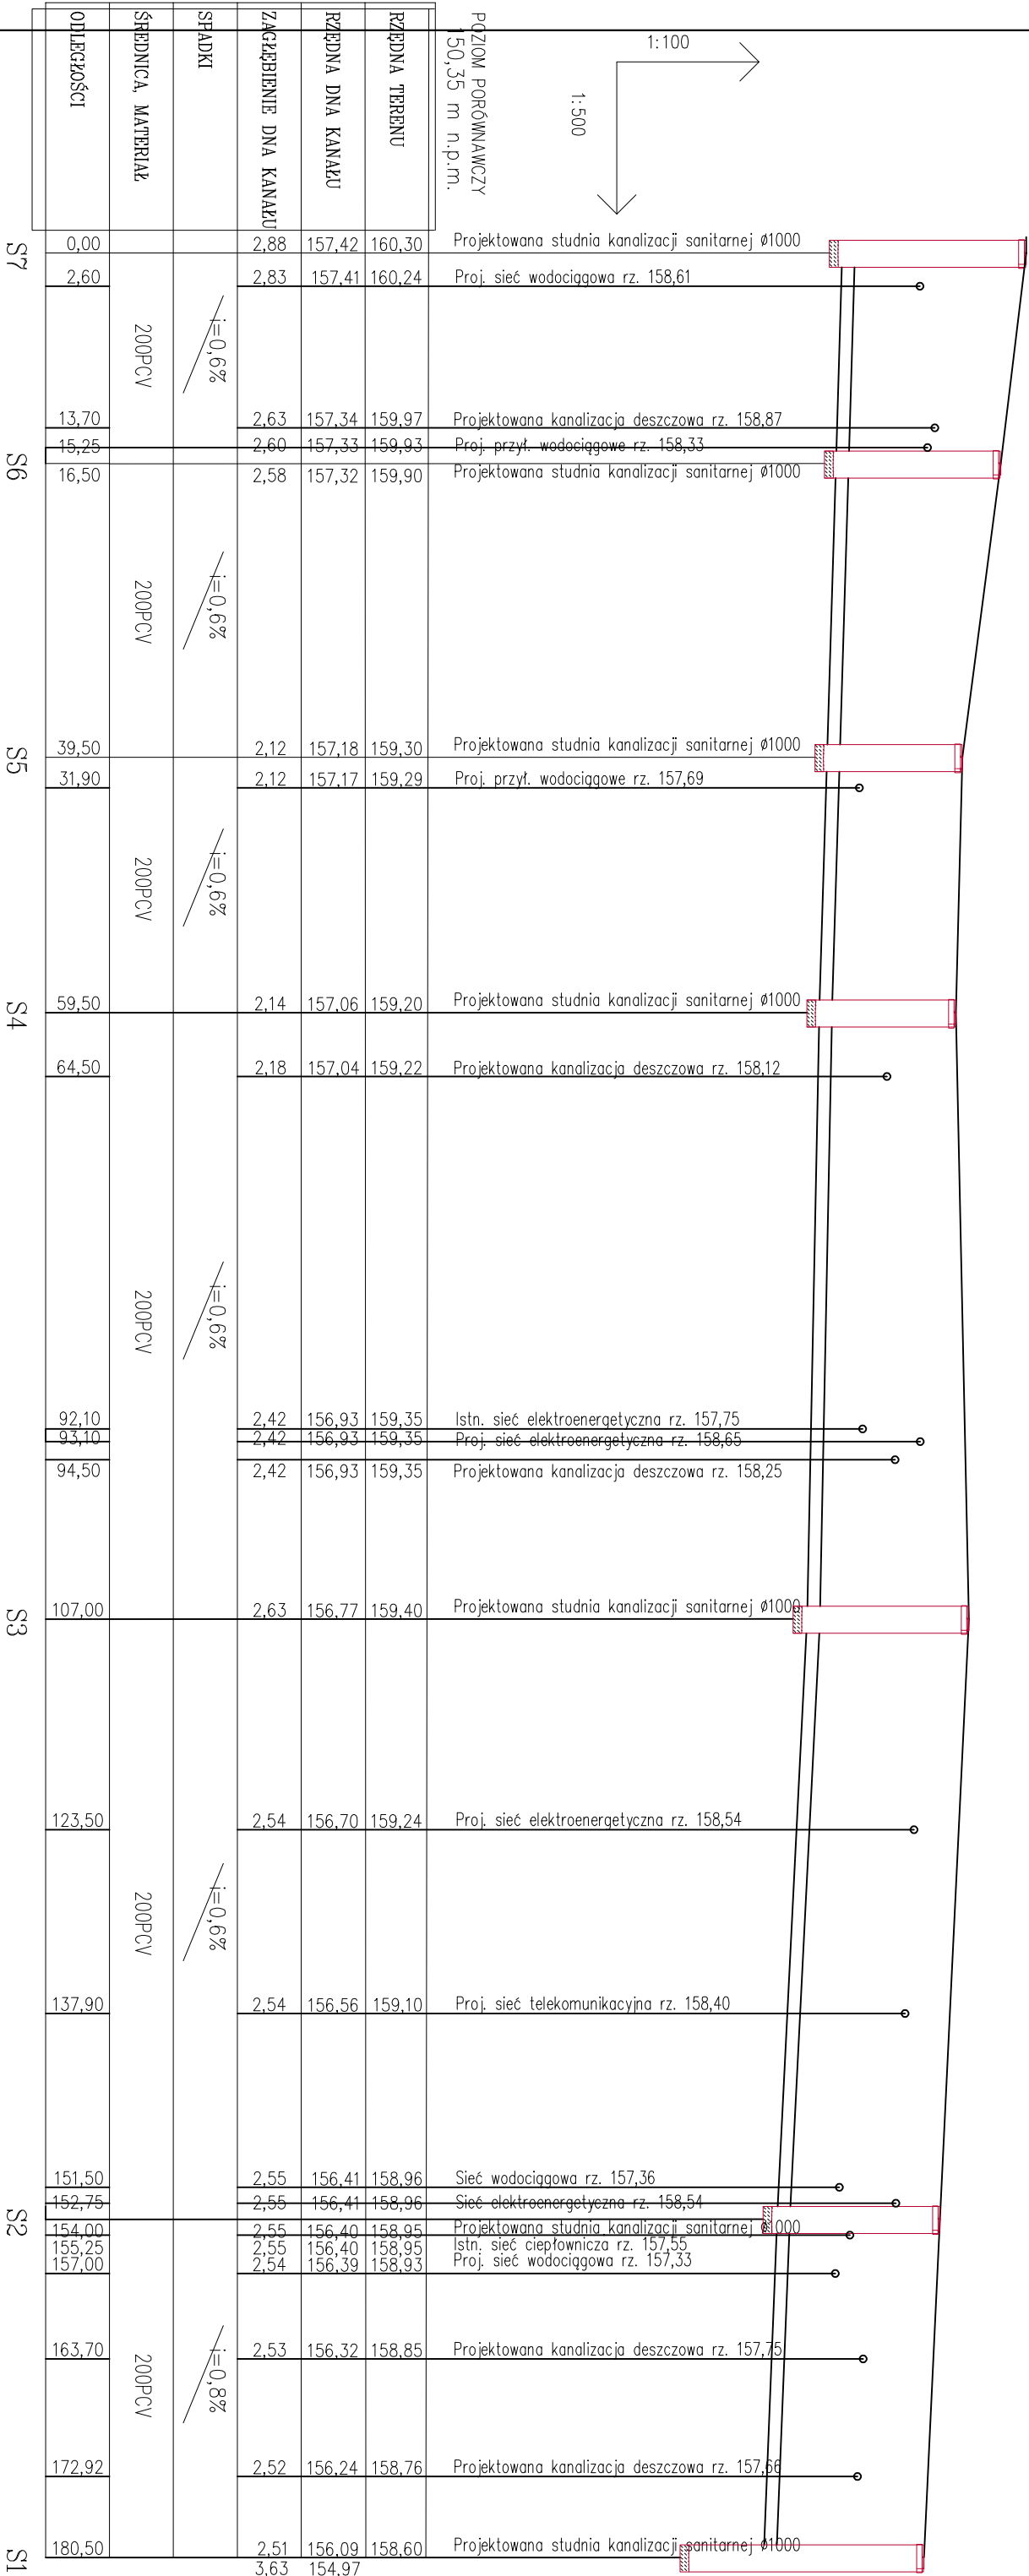 1:100
1:500
POZIOM PORÓWNAWCZY
150,35 m n.p.m.
RZĘDNA TERENU
RZĘDNA DNA KANAŁU
ZAGŁĘBIENIE DNA KANAŁU
SPADKI
ŚREDNICA, MATERIAŁ
ODLEGŁOŚCI
S7 0,00 2,88 157,42 160,30 Projektowana studnia kanalizacji sanitarnej ø1000
2,60 2,83 157,41 160,24 Proj. sieć wodociągowa rz. 158,61
200PCV i=0,6%
13,70 2,63 157,34 159,97 Projektowana kanalizacja deszczowa rz. 158,87
15,25 2,60 157,33 159,93 Proj. przył. wodociągowe rz. 158,33
S6 16,50 2,58 157,32 159,90 Projektowana studnia kanalizacji sanitarnej ø1000
200PCV i=0,6%
S5 39,50 2,12 157,18 159,30 Projektowana studnia kanalizacji sanitarnej ø1000
31,90 2,12 157,17 159,29 Proj. przył. wodociągowe rz. 157,69
200PCV i=0,6%
S4 59,50 2,14 157,06 159,20 Projektowana studnia kanalizacji sanitarnej ø1000
64,50 2,18 157,04 159,22 Projektowana kanalizacja deszczowa rz. 158,12
200PCV i=0,6%
92,10 2,42 156,93 159,35 Istn. sieć elektroenergetyczna rz. 157,75
93,10 2,42 156,93 159,35 Proj. sieć elektroenergetyczna rz. 158,65
94,50 2,42 156,93 159,35 Projektowana kanalizacja deszczowa rz. 158,25
S3 107,00 2,63 156,77 159,40 Projektowana studnia kanalizacji sanitarnej ø1000
123,50 2,54 156,70 159,24 Proj. sieć elektroenergetyczna rz. 158,54
200PCV i=0,6%
137,90 2,54 156,56 159,10 Proj. sieć telekomunikacyjna rz. 158,40
151,50 2,55 156,41 158,96 Sieć wodociągowa rz. 157,36
152,75 2,55 156,41 158,96 Sieć elektroenergetyczna rz. 158,54
S2 154,00 2,55 156,40 158,95 Projektowana studnia kanalizacji sanitarnej ø1000
155,25 2,55 156,40 158,95 Istn. sieć ciepłownicza rz. 157,55
157,00 2,54 156,39 158,93 Proj. sieć wodociągowa rz. 157,33
163,70 2,53 156,32 158,85 Projektowana kanalizacja deszczowa rz. 157,75
200PCV i=0,8%
172,92 2,52 156,24 158,76 Projektowana kanalizacja deszczowa rz. 157,66
S1 180,50 2,51 156,09 158,60 Projektowana studnia kanalizacji sanitarnej ø1000
3,63 154,97